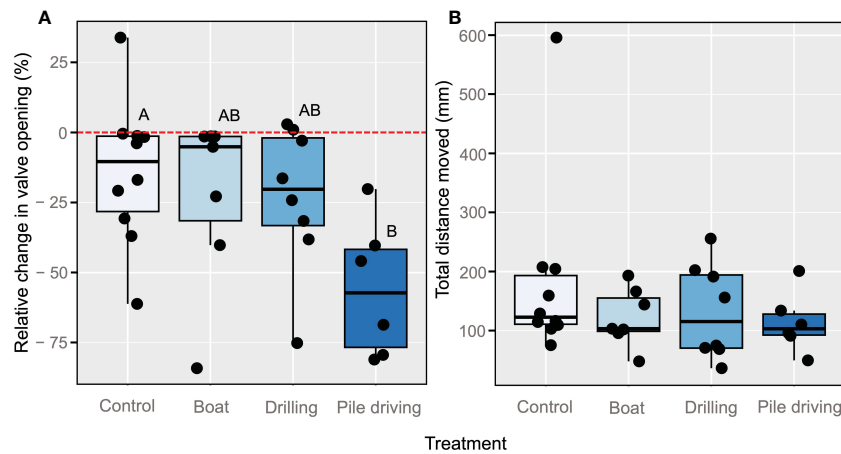 A
Relative change in valve opening (%)
25
0
− 25
− 50
− 75
A
AB
AB
B
Control
Boat
Drilling
Pile driving
B
Total distance moved (mm)
600
500
400
300
200
100
Control
Boat
Drilling
Pile driving
Treatment